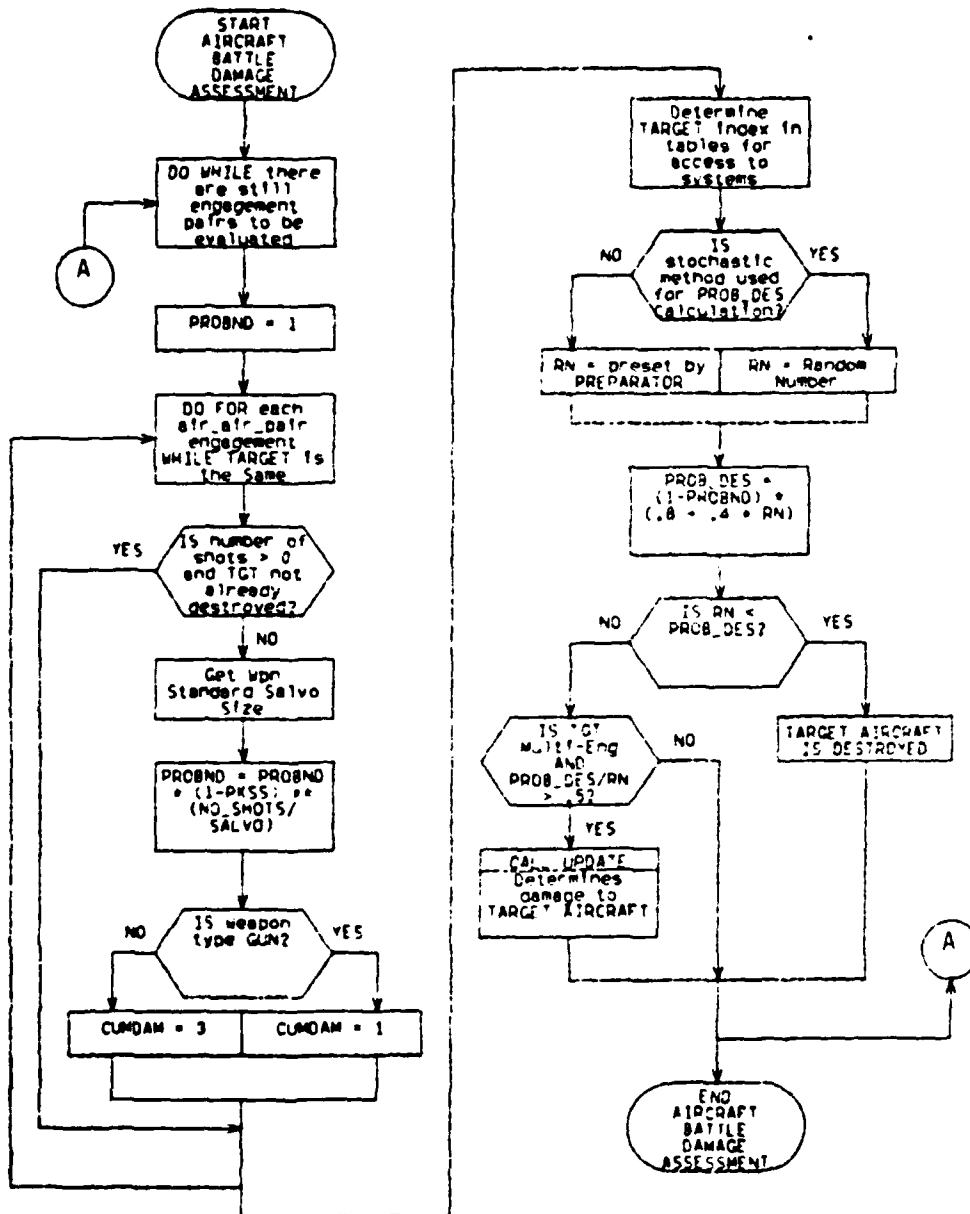 START
AIRCRAFT
BATTLE
DAMAGE
ASSESSMENT
DO WHILE there
are still
engagement
pairs to be
evaluated
A
PROBND = 1
DO FOR each
air_air_pair
engagement
WHILE TARGET is
the Same
YES
IS number of
shots > 0
and TGT not
already
destroyed?
NO
Get Wpn
Standard Salvo
Size
PROBND = PROBND
* (1-PKSS) **
(NO_SHOTS/
SALVO)
NO
IS weapon
type GUN?
YES
CUMDAM = 3
CUMDAM = 1
Determine
TARGET index in
tables for
access to
systems
NO
IS
stochastic
method used
for PROB_DES
Calculation?
YES
RN = preset by
PREPARATOR
RN = Random
Number
PROB_DES =
(1-PROBND) *
(.8 + .4 * RN)
NO
IS RN <
PROB_DES?
YES
IS TGT
Multi-Eng
AND
PROB_DES/RN
> .5?
NO
TARGET AIRCRAFT
IS DESTROYED
YES
CALL UPDATE
Determines
damage to
TARGET AIRCRAFT
A
END
AIRCRAFT
BATTLE
DAMAGE
ASSESSMENT